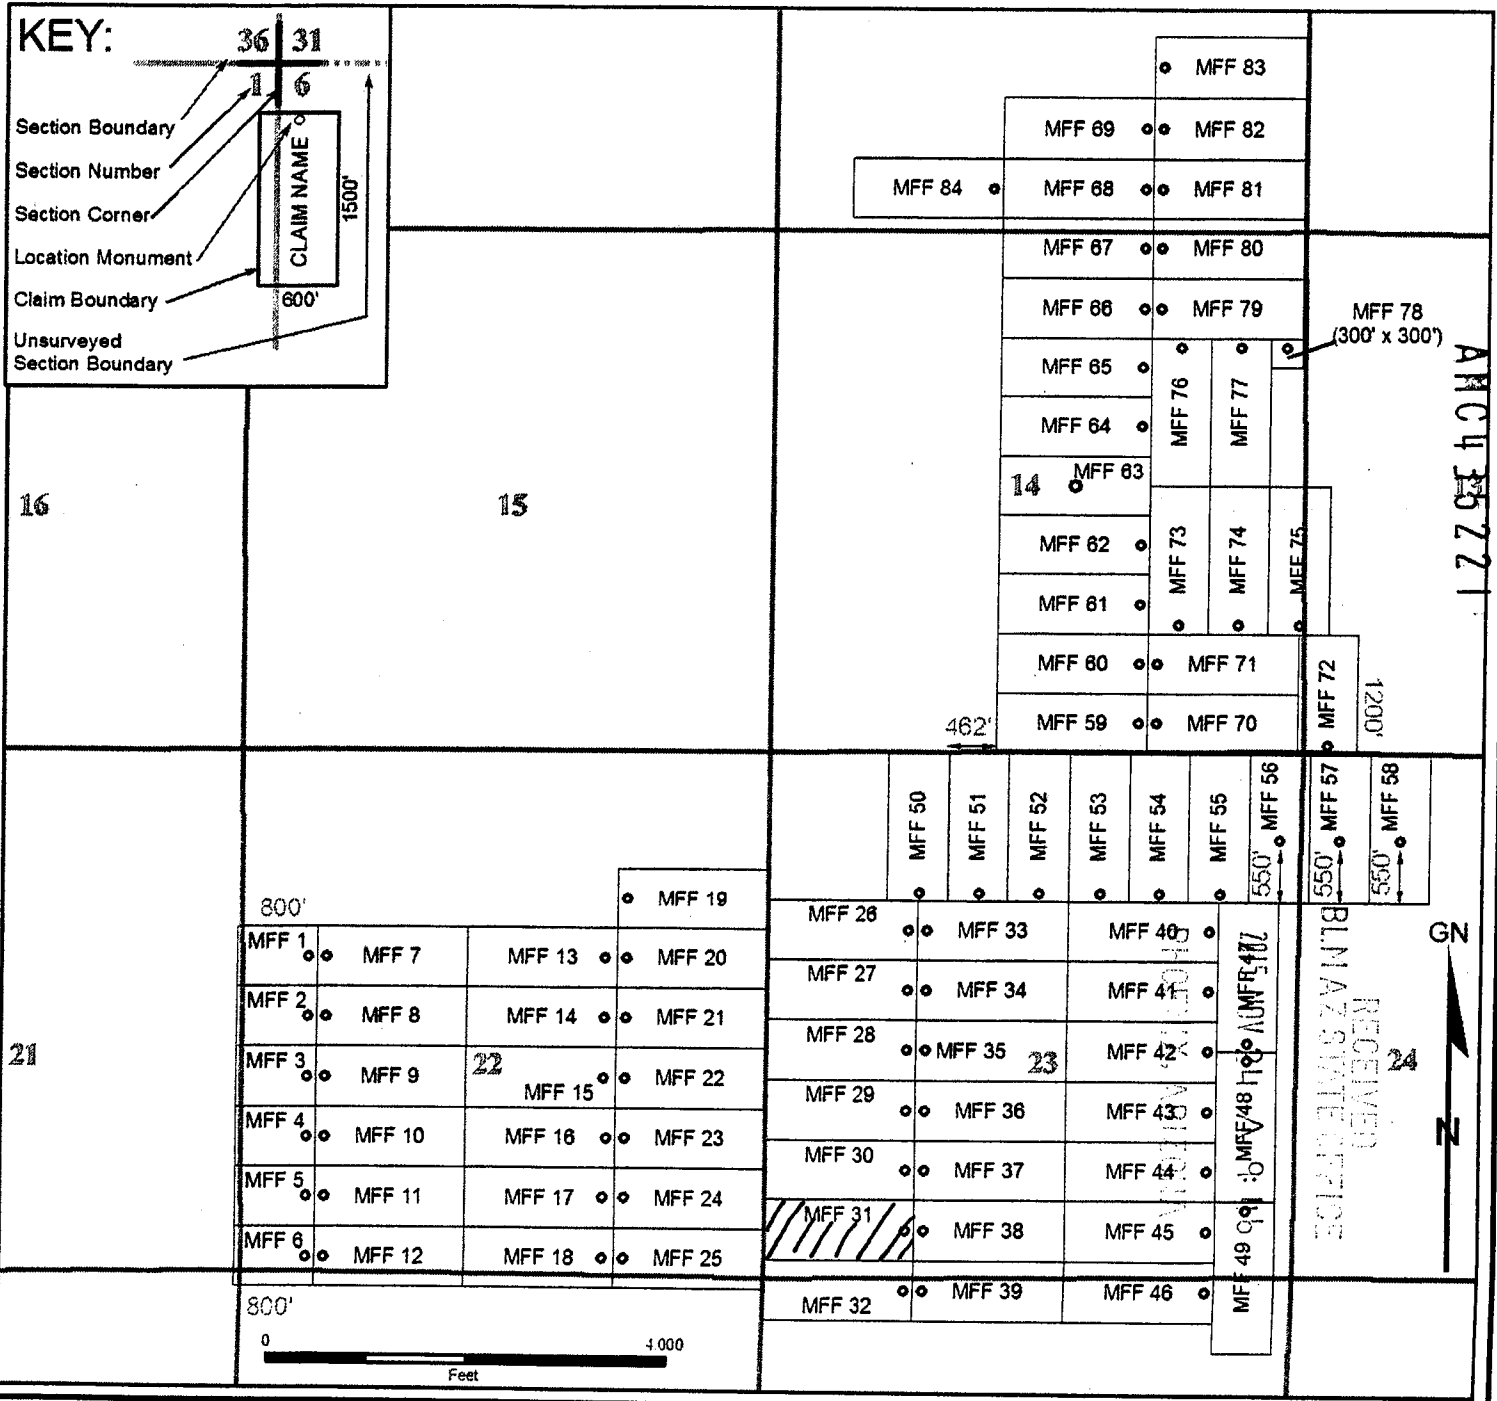 KEY:
36 31
1 6
Section Boundary
Section Number
Section Corner
Location Monument
Claim Boundary
Unsurveyed
Section Boundary
CLAIM NAME
1500'
600'
MFF 83
MFF 69
MFF 82
MFF 84
MFF 68
MFF 81
MFF 67
MFF 80
MFF 66
MFF 79
MFF 78
(300' x 300')
MFF 65
MFF 76
MFF 77
MFF 64
14
MFF 63
16
15
MFF 62
MFF 73
MFF 74
MFF 75
MFF 61
MFF 60
MFF 71
MFF 72
1200'
462'
MFF 59
MFF 70
MFF 50
MFF 51
MFF 52
MFF 53
MFF 54
MFF 55
MFF 56
MFF 57
MFF 58
550'
550'
550'
MFF 19
800'
MFF 26
MFF 33
MFF 40
MFF 1
MFF 7
MFF 13
MFF 20
MFF 27
MFF 34
MFF 41
MFF 47
MFF 2
MFF 8
MFF 14
MFF 21
MFF 28
MFF 35
23
MFF 42
24
21
MFF 3
MFF 9
22
MFF 15
MFF 22
MFF 29
MFF 36
MFF 43
MFF 48
MFF 4
MFF 10
MFF 16
MFF 23
MFF 30
MFF 37
MFF 44
MFF 5
MFF 11
MFF 17
MFF 24
MFF 31
MFF 38
MFF 45
MFF 49
MFF 6
MFF 12
MFF 18
MFF 25
MFF 32
MFF 39
MFF 46
800'
0
4,000
Feet
GN
N
RECEIVED
BLM AZ STATE OFFICE
PHOENIX, ARIZONA